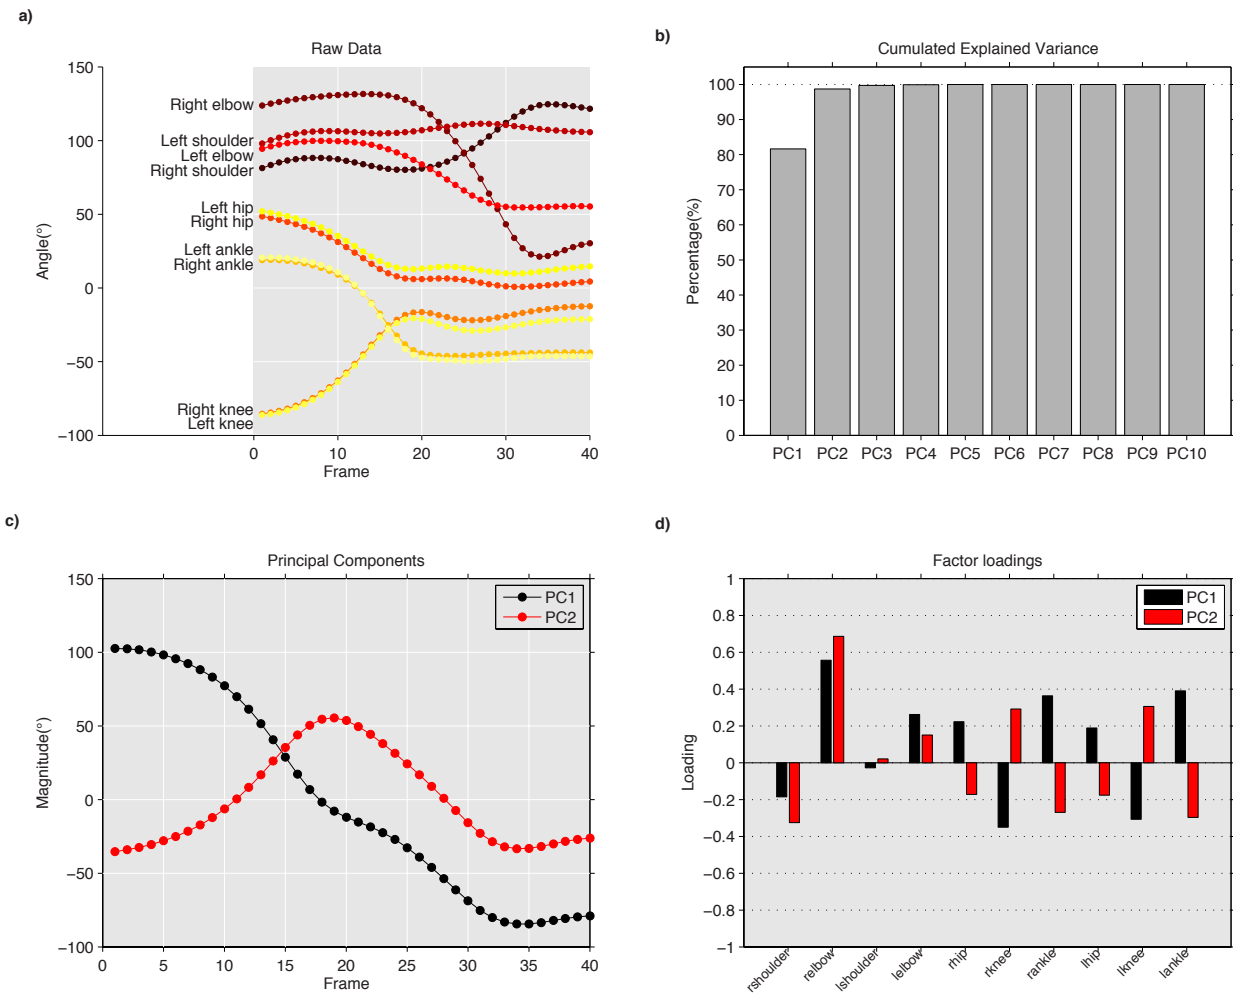 a)
Raw Data
150
100
50
0
−50
−100
Angle(°)
Right elbow
Left shoulder
Left elbow
Right shoulder
Left hip
Right hip
Left ankle
Right ankle
Right knee
Left knee
0 10 20 30 40
Frame
b)
Cumulated Explained Variance
100
90
80
70
60
50
40
30
20
10
0
Percentage(%)
PC1 PC2 PC3 PC4 PC5 PC6 PC7 PC8 PC9 PC10
c)
Principal Components
150
100
50
0
−50
−100
Magnitude(°)
PC1
PC2
0 5 10 15 20 25 30 35 40
Frame
d)
Factor loadings
1
0.8
0.6
0.4
0.2
0
−0.2
−0.4
−0.6
−0.8
−1
Loading
PC1
PC2
rshoulder relbow lshoulder lelbow rhip rknee rankle lhip lknee lankle